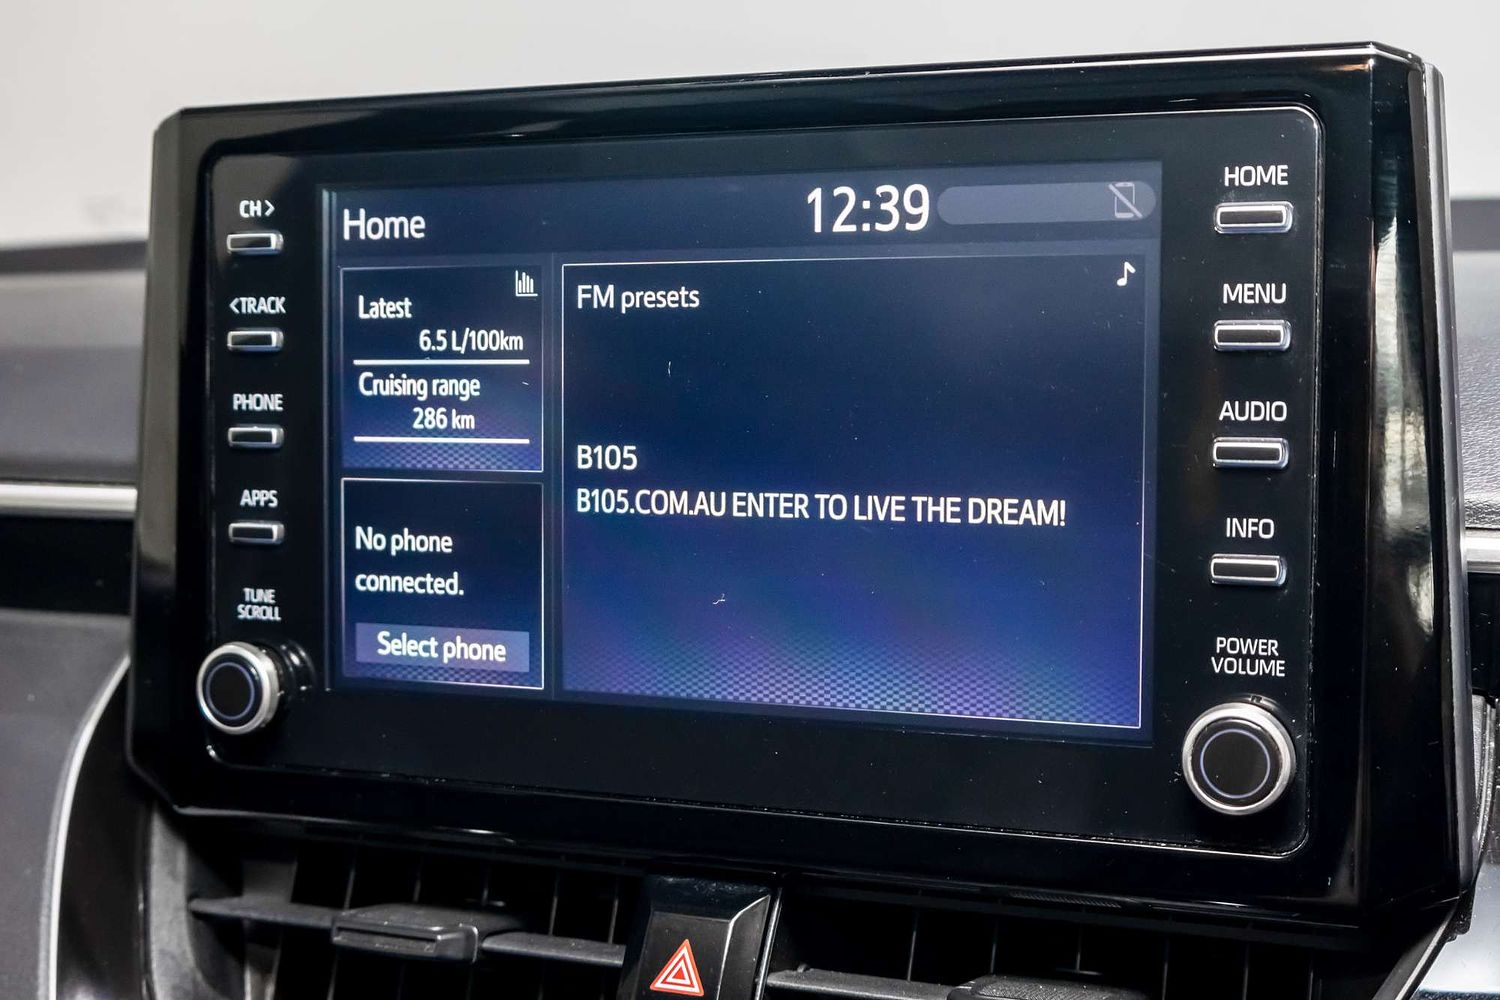 CH>
<TRACK
PHONE
APPS
TUNE
SCROLL
Home
12:39
Latest
6.5 L/100km
Cruising range
286 km
No phone
connected.
Select phone
FM presets
B105
B105.COM.AU ENTER TO LIVE THE DREAM!
HOME
MENU
AUDIO
INFO
POWER
VOLUME